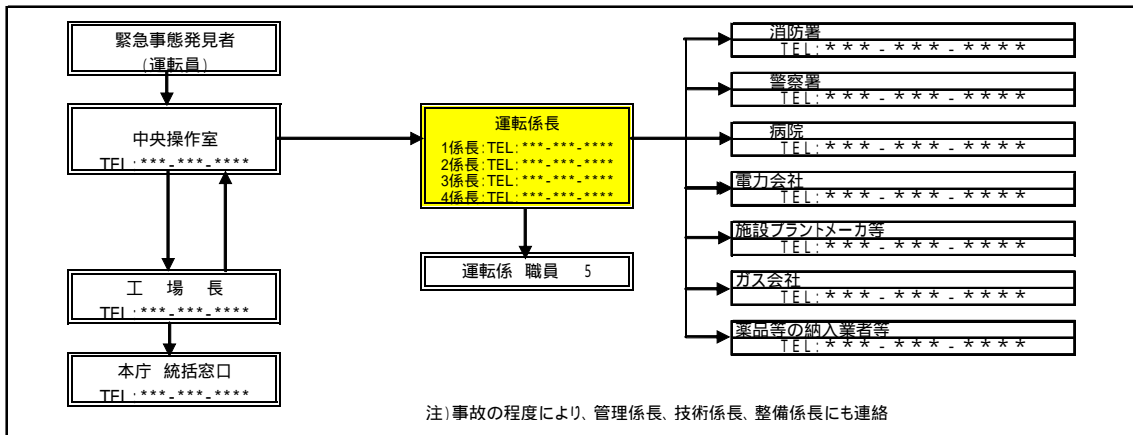 緊急事態発見者
(運転員)
中央操作室
TEL:***-***-****
工 場 長
TEL:***-***-****
本庁 統括窓口
TEL:***-***-****
運転係長
1係長:TEL:***-***-****
2係長:TEL:***-***-****
3係長:TEL:***-***-****
4係長:TEL:***-***-****
運転係 職員 5
消防署
TEL:***-***-****
警察署
TEL:***-***-****
病院
TEL:***-***-****
電力会社
TEL:***-***-****
施設プラントメーカ等
TEL:***-***-****
ガス会社
TEL:***-***-****
薬品等の納入業者等
TEL:***-***-****
注)事故の程度により、管理係長、技術係長、整備係長にも連絡